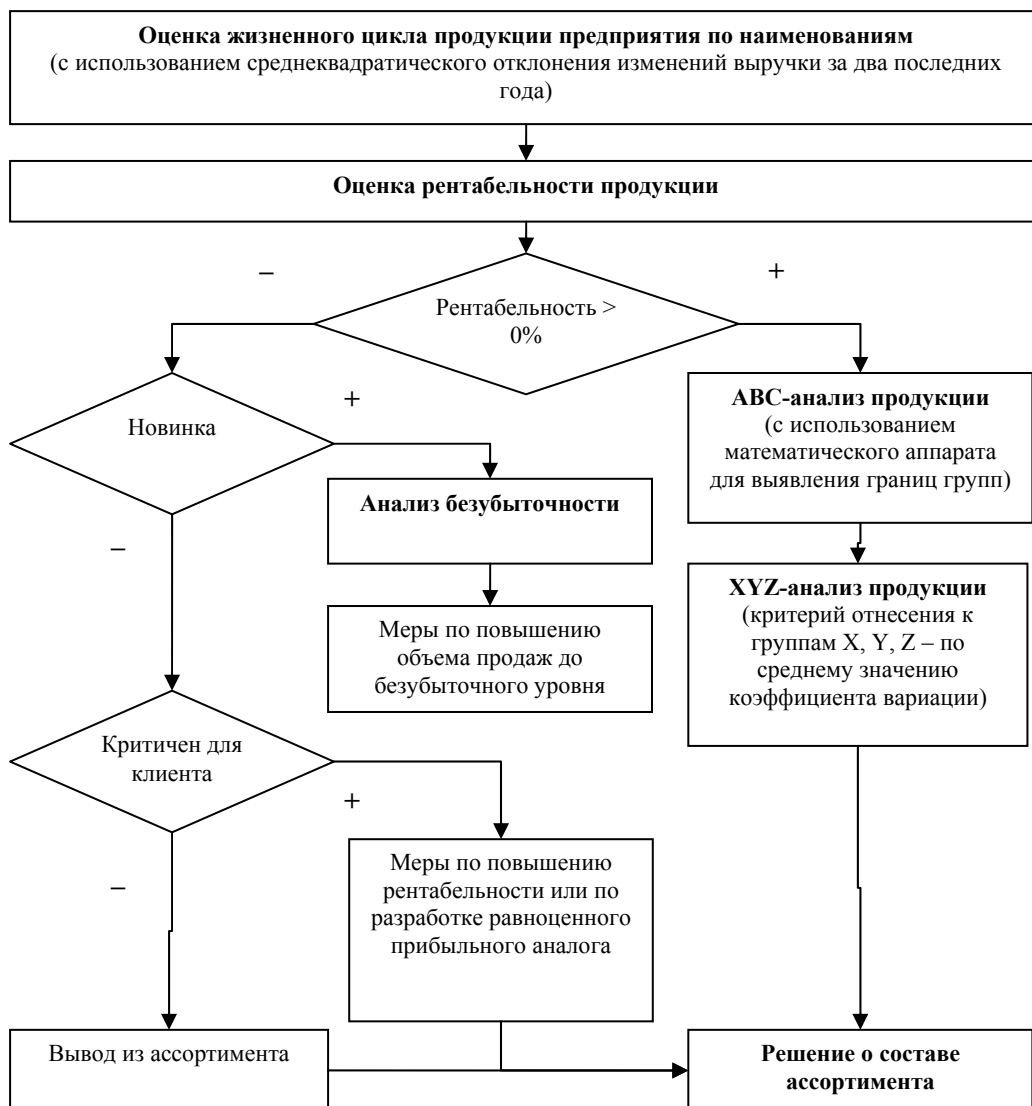 Оценка жизненного цикла продукции предприятия по наименованиям
(с использованием среднеквадратического отклонения изменений выручки за два последних
года)
Оценка рентабельности продукции
–
+
Рентабельность >
0%
Новинка
+
–
ABC-анализ продукции
(с использованием
математического аппарата
для выявления границ групп)
Анализ безубыточности
XYZ-анализ продукции
(критерий отнесения к
группам X, Y, Z – по
среднему значению
коэффициента вариации)
Меры по повышению
объема продаж до
безубыточного уровня
Критичен для
клиента
+
–
Меры по повышению
рентабельности или по
разработке равноценного
прибыльного аналога
Вывод из ассортимента
Решение о составе
ассортимента